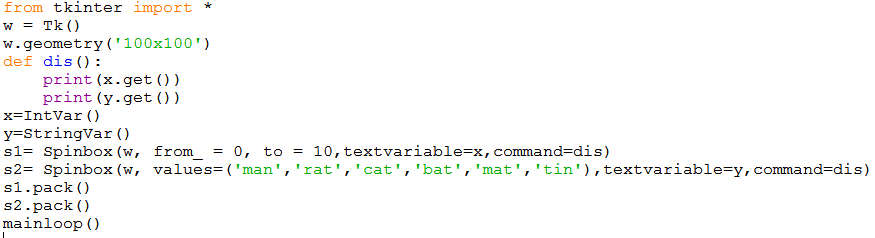 from tkinter import *
w = Tk()
w.geometry('100x100')
def dis():
    print(x.get())
    print(y.get())
x=IntVar()
y=StringVar()
s1= Spinbox(w, from_ = 0, to = 10,textvariable=x,command=dis)
s2= Spinbox(w, values=('man','rat','cat','bat','mat','tin'),textvariable=y,command=dis)
s1.pack()
s2.pack()
mainloop()